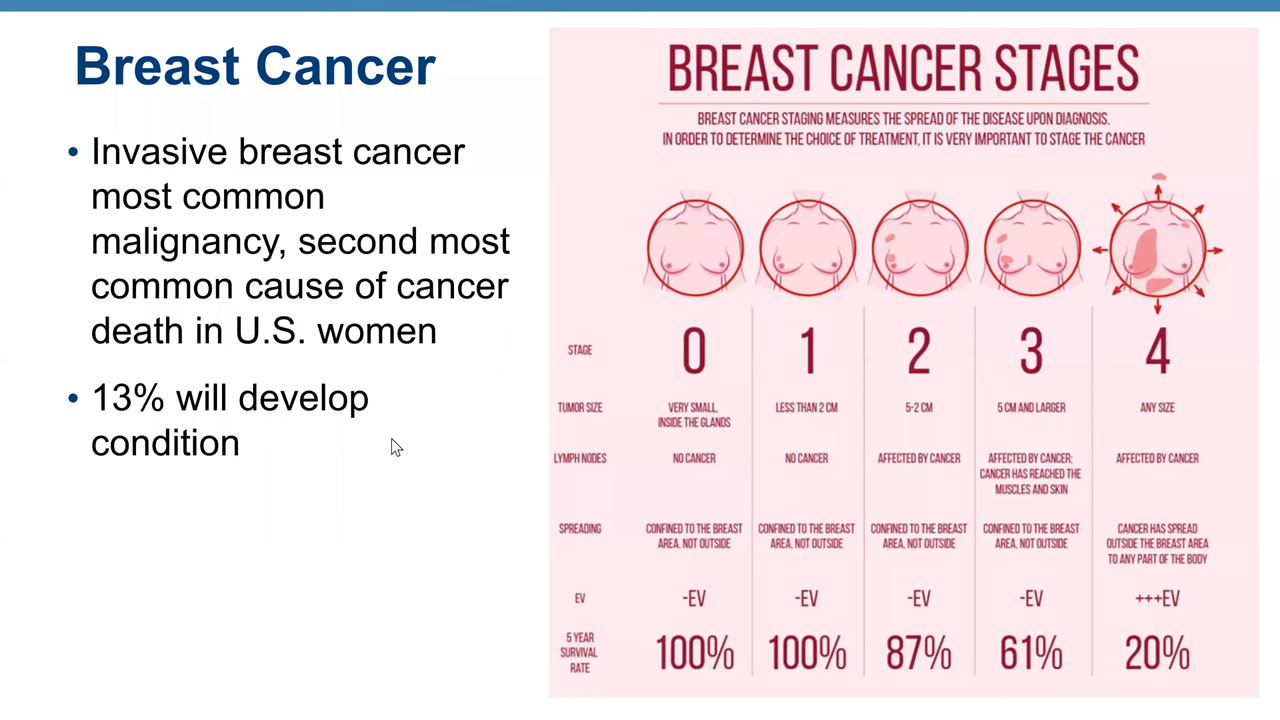 Breast Cancer
• Invasive breast cancer
most common
malignancy, second most
common cause of cancer
death in U.S. women
• 13% will develop
condition
BREAST CANCER STAGES
BREAST CANCER STAGING MEASURES THE SPREAD OF THE DISEASE UPON DIAGNOSIS.
IN ORDER TO DETERMINE THE CHOICE OF TREATMENT, IT IS VERY IMPORTANT TO STAGE THE CANCER
STAGE
0
1
2
3
4
TUMOR SIZE
VERY SMALL,
INSIDE THE GLANDS
LESS THAN 2 CM
5-2 CM
5 CM AND LARGER
ANY SIZE
LYMPH NODES
NO CANCER
NO CANCER
AFFECTED BY CANCER
AFFECTED BY CANCER;
CANCER HAS REACHED THE
MUSCLES AND SKIN
AFFECTED BY CANCER
SPREADING
CONFINED TO THE BREAST
AREA, NOT OUTSIDE
CONFINED TO THE BREAST
AREA, NOT OUTSIDE
CONFINED TO THE BREAST
AREA, NOT OUTSIDE
CONFINED TO THE BREAST
AREA, NOT OUTSIDE
CANCER HAS SPREAD
OUTSIDE THE BREAST AREA
TO ANY PART OF THE BODY
EV
-EV
-EV
-EV
-EV
+++EV
5 YEAR
SURVIVAL
RATE
100%
100%
87%
61%
20%